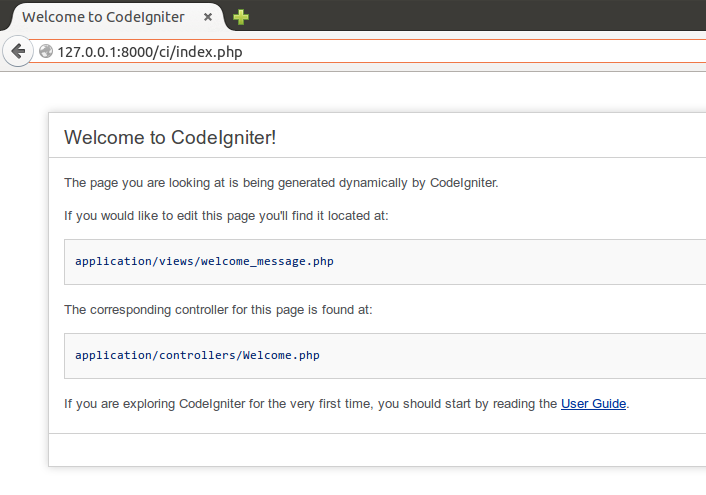 Welcome to CodeIgniter
127.0.0.1:8000/ci/index.php
Welcome to CodeIgniter!
The page you are looking at is being generated dynamically by CodeIgniter.
If you would like to edit this page you'll find it located at:
application/views/welcome_message.php
The corresponding controller for this page is found at:
application/controllers/Welcome.php
If you are exploring CodeIgniter for the very first time, you should start by reading the User Guide.